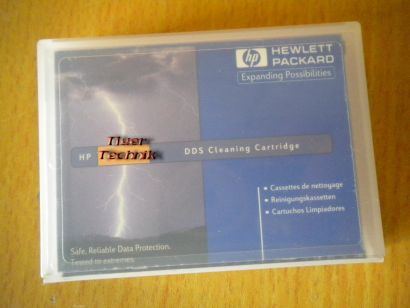 hp HEWLETT
PACKARD
Expanding Possibilities
Tiger
Technik
HP DDS Cleaning Cartridge
• Cassettes de nettoyage
• Reinigungskassetten
• Cartuchos Limpiadores
Safe, Reliable Data Protection.
Tested to extremes.